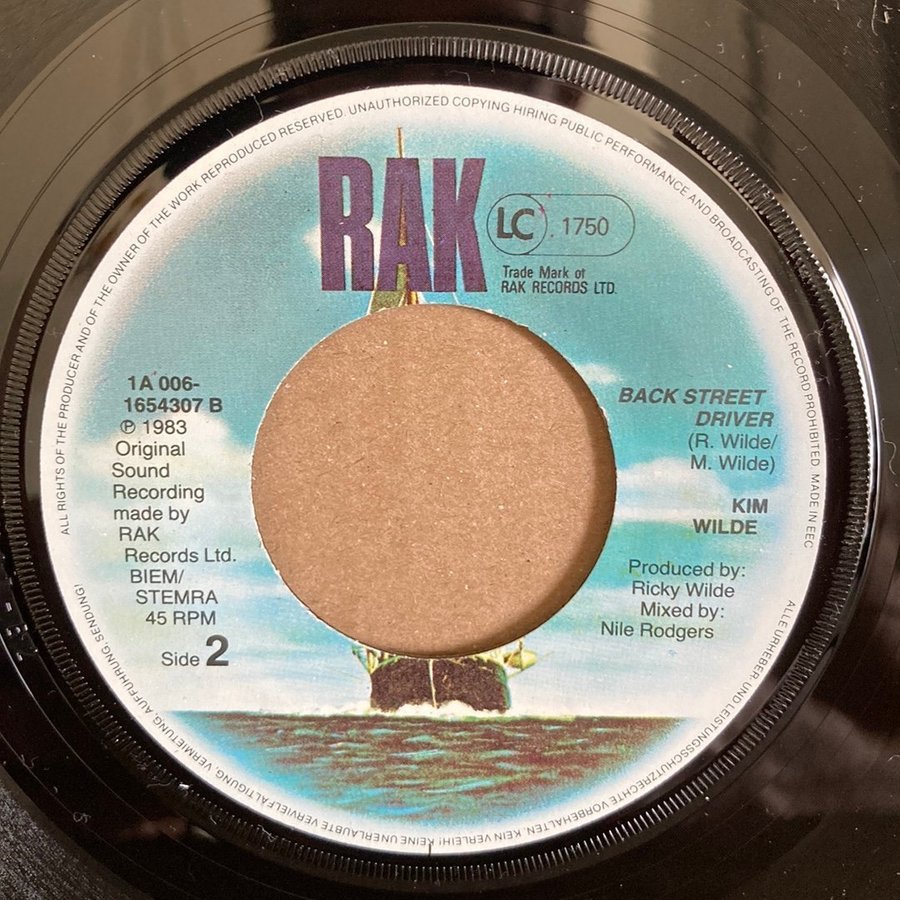 ALL RIGHTS OF THE PRODUCER AND OF THE OWNER OF THE WORK REPRODUCED RESERVED. UNAUTHORIZED COPYING HIRING PUBLIC PERFORMANCE AND BROADCASTING OF THE RECORD PROHIBITED. MADE IN EEC
RAK
LC 1750
Trade Mark of
RAK RECORDS LTD.
1A 006-
1654307 B
℗ 1983
Original
Sound
Recording
made by
RAK
Records Ltd.
BIEM/
STEMRA
45 RPM
Side 2
BACK STREET
DRIVER
(R. Wilde/
M. Wilde)
KIM
WILDE
Produced by:
Ricky Wilde
Mixed by:
Nile Rodgers
ALLE URHEBER- UND LEISTUNGSSCHUTZRECHTE VORBEHALTEN. KEIN VERLEIH! KEINE UNERLAUBTE VERVIELFÄLTIGUNG, VERMIETUNG, AUFFÜHRUNG, SENDUNG!